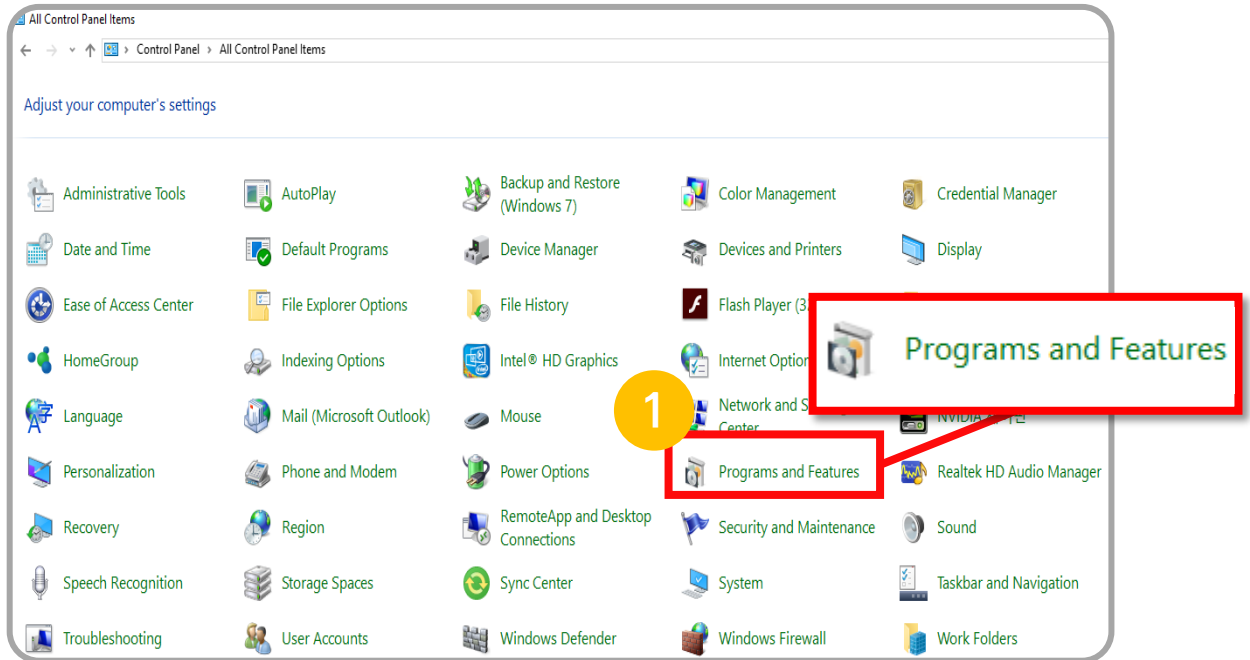 All Control Panel Items
Control Panel > All Control Panel Items
Adjust your computer's settings
Administrative Tools
AutoPlay
Backup and Restore
(Windows 7)
Color Management
Credential Manager
Date and Time
Default Programs
Device Manager
Devices and Printers
Display
Ease of Access Center
File Explorer Options
File History
Flash Player (3
Programs and Features
HomeGroup
Indexing Options
Intel® HD Graphics
Internet Option
1
Language
Mail (Microsoft Outlook)
Mouse
Network and S
Center
NVIDIA
Personalization
Phone and Modem
Power Options
Programs and Features
Realtek HD Audio Manager
Recovery
Region
RemoteApp and Desktop
Connections
Security and Maintenance
Sound
Speech Recognition
Storage Spaces
Sync Center
System
Taskbar and Navigation
Troubleshooting
User Accounts
Windows Defender
Windows Firewall
Work Folders